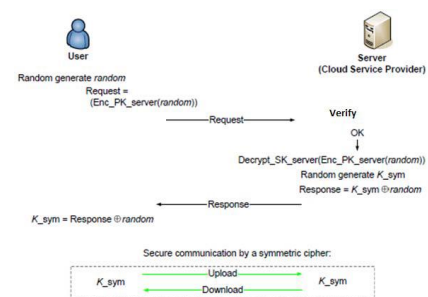 User
Server
(Cloud Service Provider)
Random generate random
Request =
(Enc_PK_server(random))
Request
Verify
OK
Decrypt_SK_server(Enc_PK_server(random))
Random generate K_sym
Response = K_sym ⊕ random
Response
K_sym = Response ⊕ random
Secure communication by a symmetric cipher:
K_sym
Upload
K_sym
Download